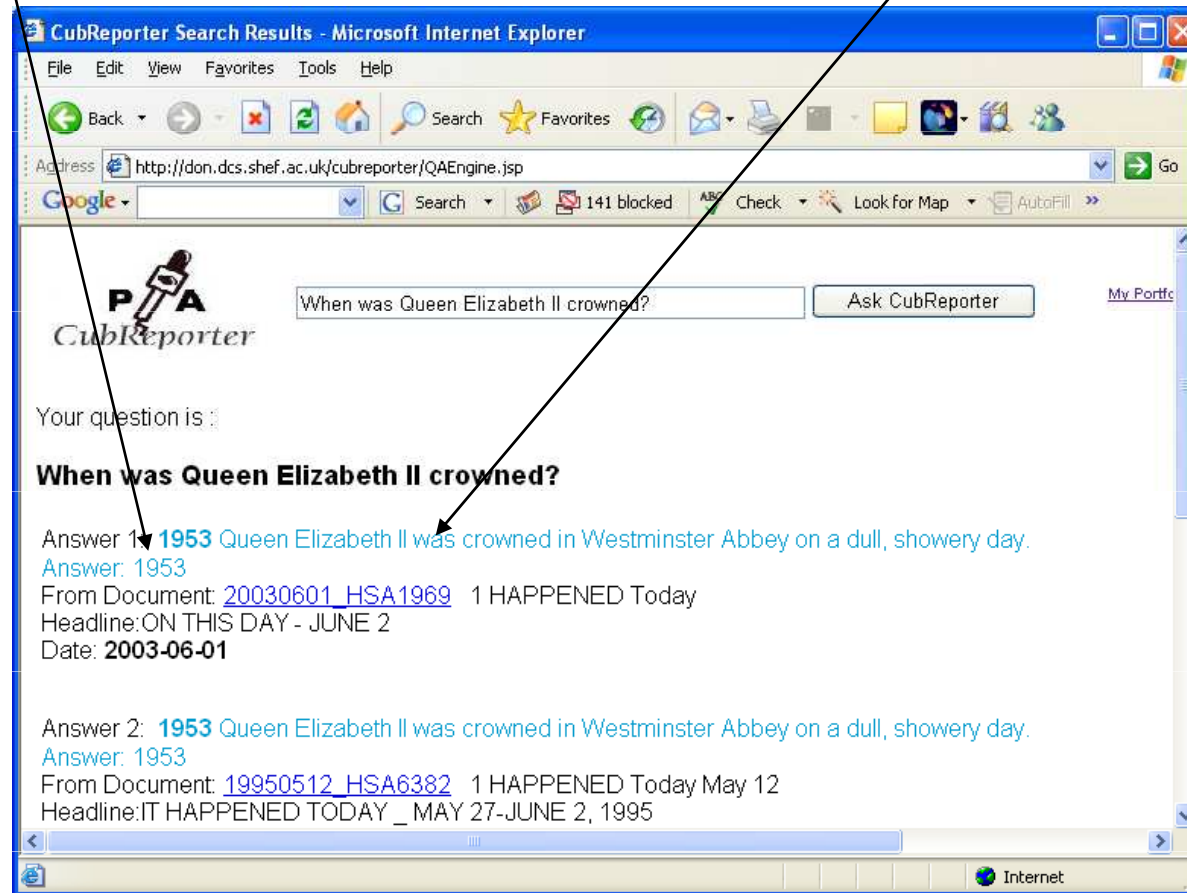 CubReporter Search Results - Microsoft Internet Explorer
File Edit View Favorites Tools Help
Back Search Favorites
Address http://don.dcs.shef.ac.uk/cubreporter/QAEngine.jsp Go
Google Search 141 blocked ABC Check Look for Map AutoFill »
P A
CubReporter
When was Queen Elizabeth II crowned? Ask CubReporter My Portfo
Your question is :
When was Queen Elizabeth II crowned?
Answer 1: 1953 Queen Elizabeth II was crowned in Westminster Abbey on a dull, showery day.
Answer: 1953
From Document: 20030601_HSA1969 1 HAPPENED Today
Headline:ON THIS DAY - JUNE 2
Date: 2003-06-01
Answer 2: 1953 Queen Elizabeth II was crowned in Westminster Abbey on a dull, showery day.
Answer: 1953
From Document: 19950512_HSA6382 1 HAPPENED Today May 12
Headline:IT HAPPENED TODAY _ MAY 27-JUNE 2, 1995
Internet